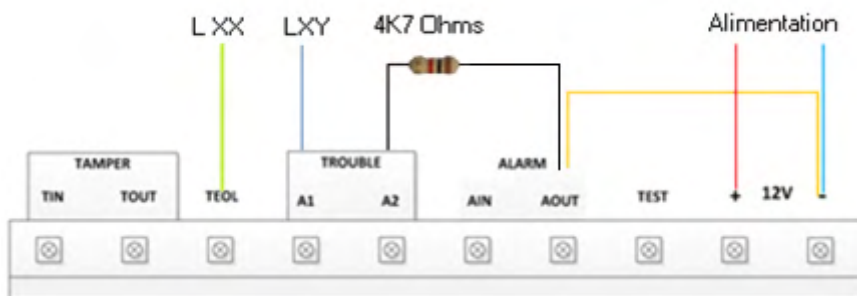 L XX LXY 4K7 Ohms Alimentation
TAMPER TROUBLE ALARM
TIN TOUT TEOL A1 A2 AIN AOUT TEST + 12V -